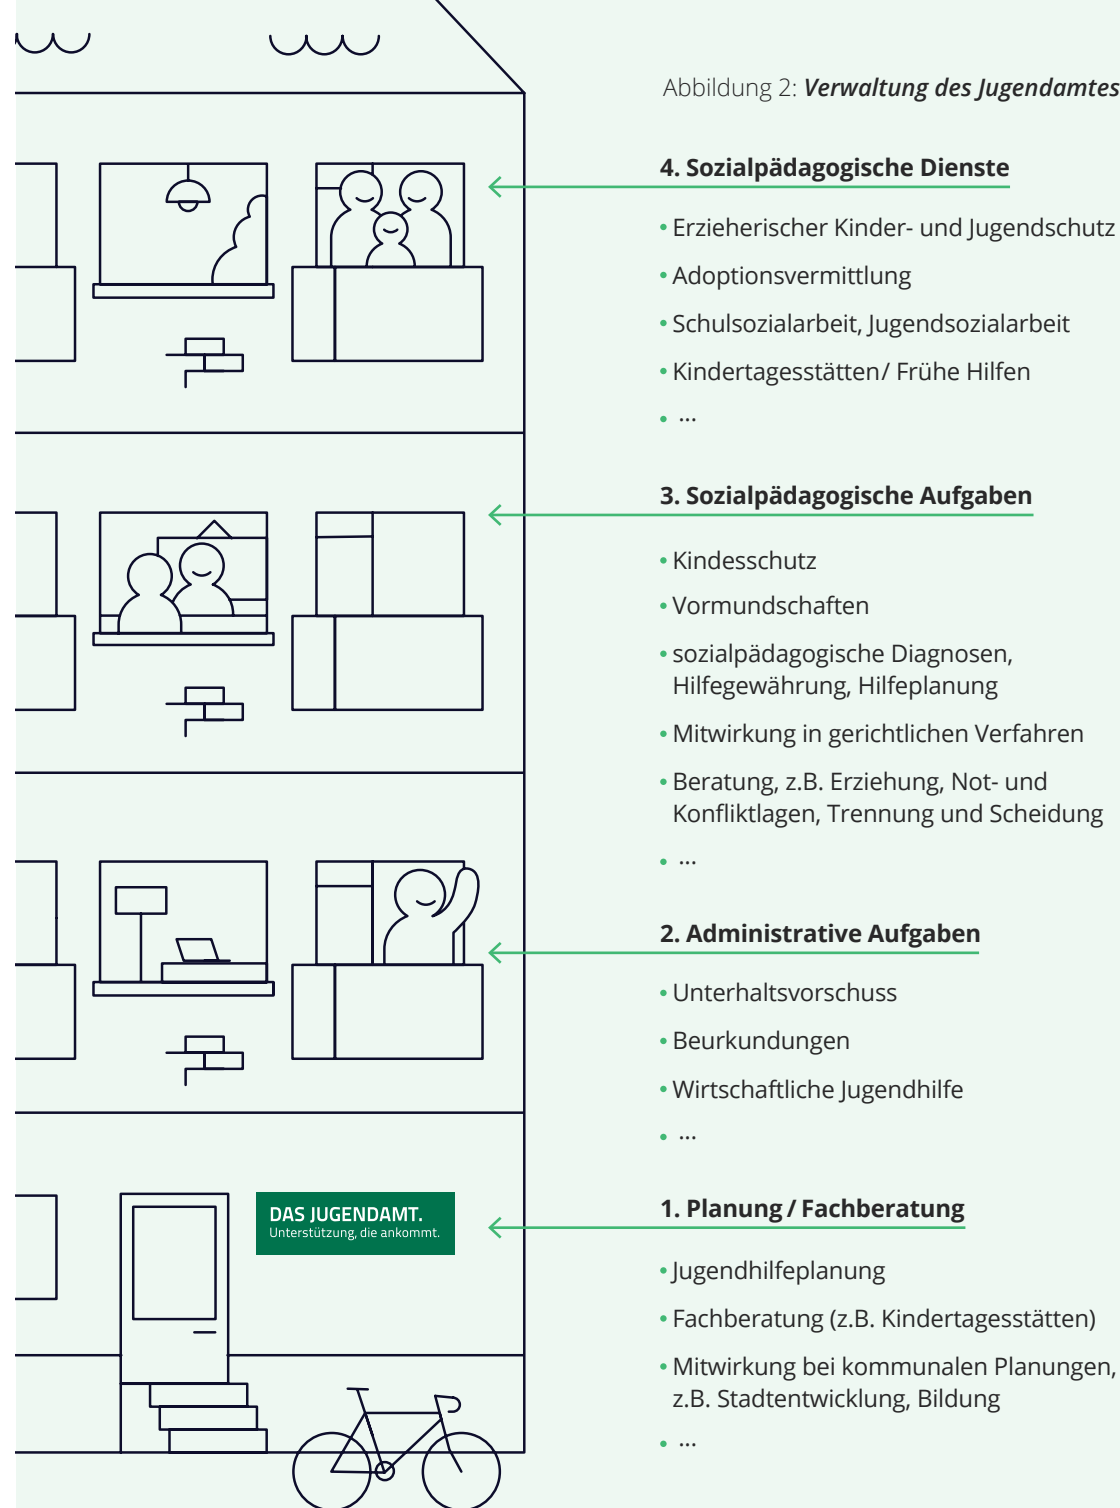 Abbildung 2: Verwaltung des Jugendamtes
4. Sozialpädagogische Dienste
• Erzieherischer Kinder- und Jugendschutz
• Adoptionsvermittlung
• Schulsozialarbeit, Jugendsozialarbeit
• Kindertagesstätten/ Frühe Hilfen
• ...
3. Sozialpädagogische Aufgaben
• Kindesschutz
• Vormundschaften
• sozialpädagogische Diagnosen,
Hilfegewährung, Hilfeplanung
• Mitwirkung in gerichtlichen Verfahren
• Beratung, z.B. Erziehung, Not- und
Konfliktlagen, Trennung und Scheidung
• ...
2. Administrative Aufgaben
• Unterhaltsvorschuss
• Beurkundungen
• Wirtschaftliche Jugendhilfe
• ...
DAS JUGENDAMT.
Unterstützung, die ankommt.
1. Planung / Fachberatung
• Jugendhilfeplanung
• Fachberatung (z.B. Kindertagesstätten)
• Mitwirkung bei kommunalen Planungen,
z.B. Stadtentwicklung, Bildung
• ...